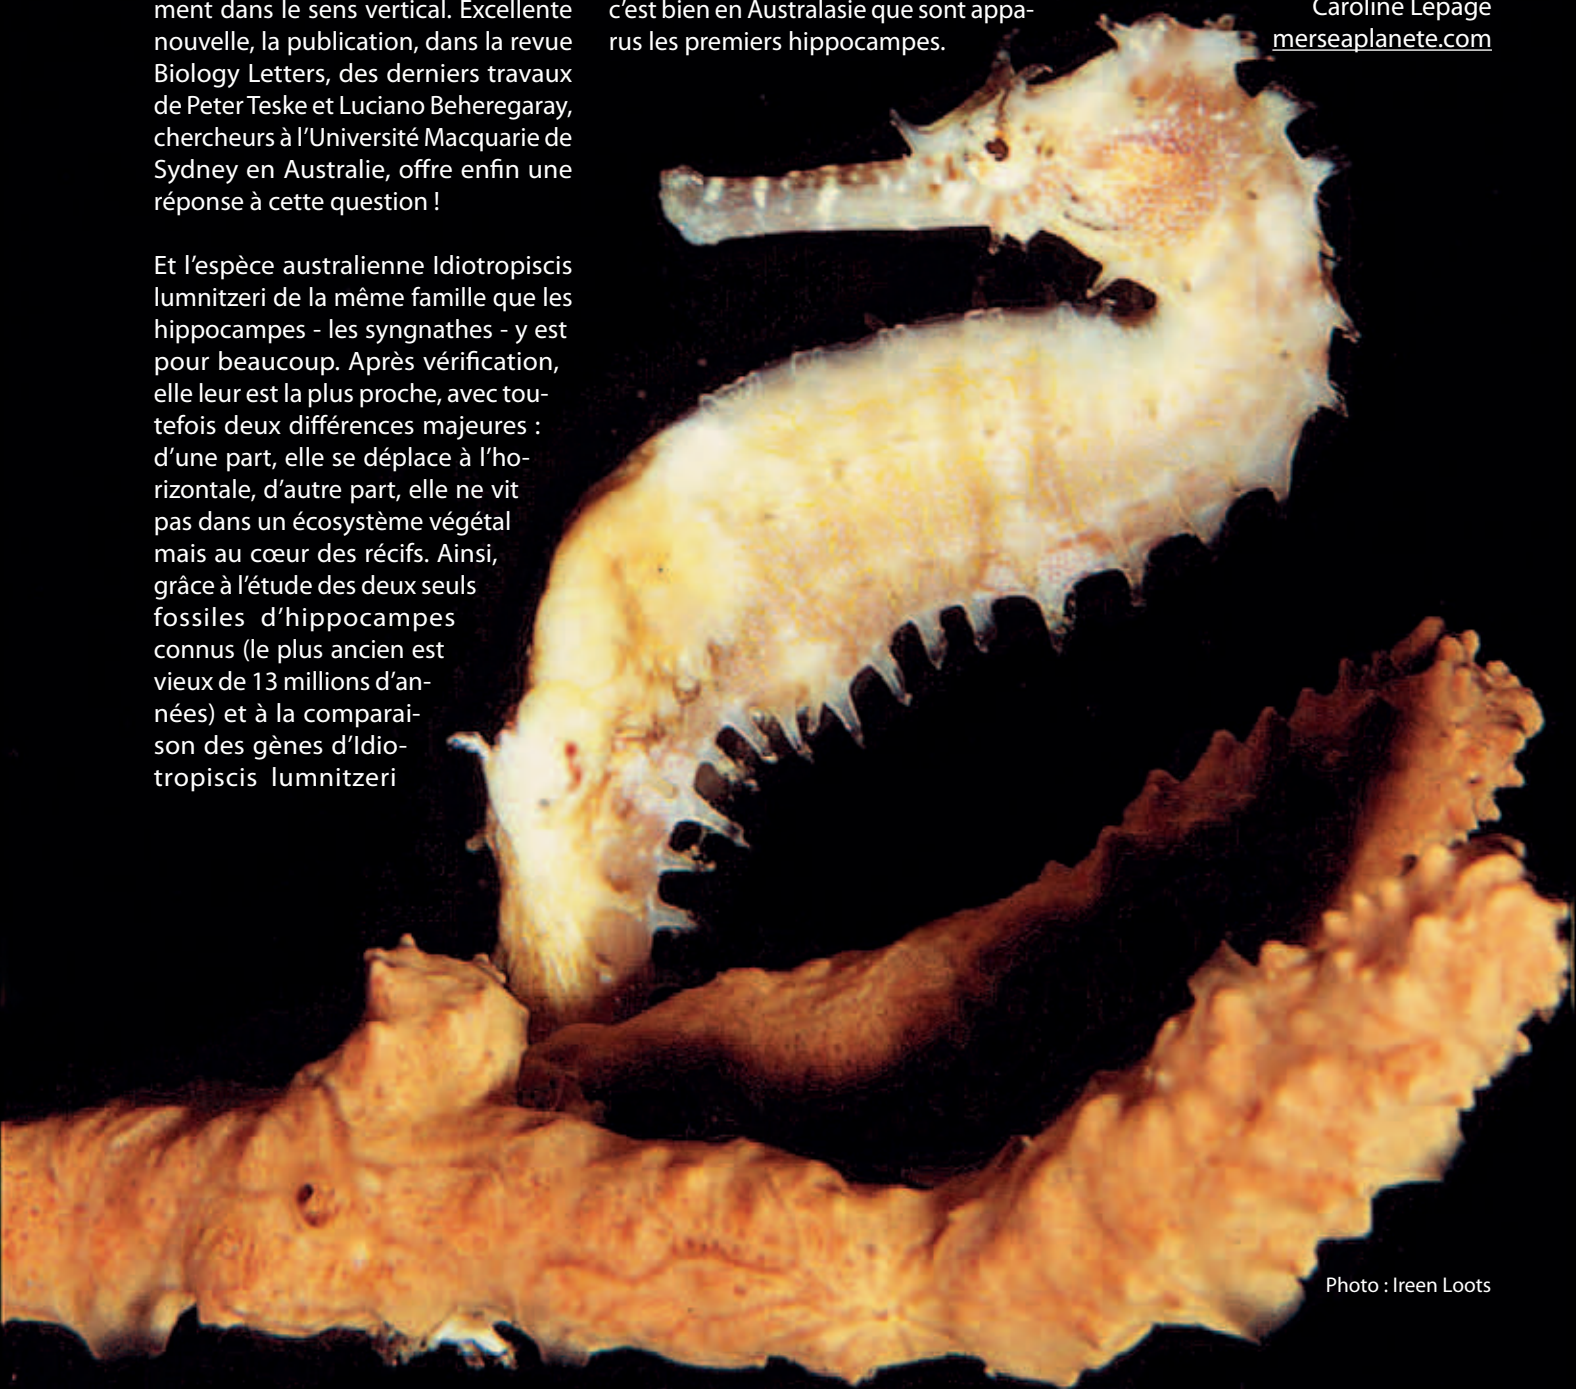 ment dans le sens vertical. Excellente
nouvelle, la publication, dans la revue
Biology Letters, des derniers travaux
de Peter Teske et Luciano Beheregaray,
chercheurs à l'Université Macquarie de
Sydney en Australie, offre enfin une
réponse à cette question !
Et l'espèce australienne Idiotropiscis
lumnitzeri de la même famille que les
hippocampes - les syngnathes - y est
pour beaucoup. Après vérification,
elle leur est la plus proche, avec tou-
tefois deux différences majeures :
d'une part, elle se déplace à l'ho-
rizontale, d'autre part, elle ne vit
pas dans un écosystème végétal
mais au cœur des récifs. Ainsi,
grâce à l'étude des deux seuls
fossiles d'hippocampes
connus (le plus ancien est
vieux de 13 millions d'an-
nées) et à la comparai-
son des gènes d'Idio-
tropiscis lumnitzeri
c'est bien en Australasie que sont appa-
rus les premiers hippocampes.
Caroline Lepage
merseaplanete.com
Photo : Ireen Loots